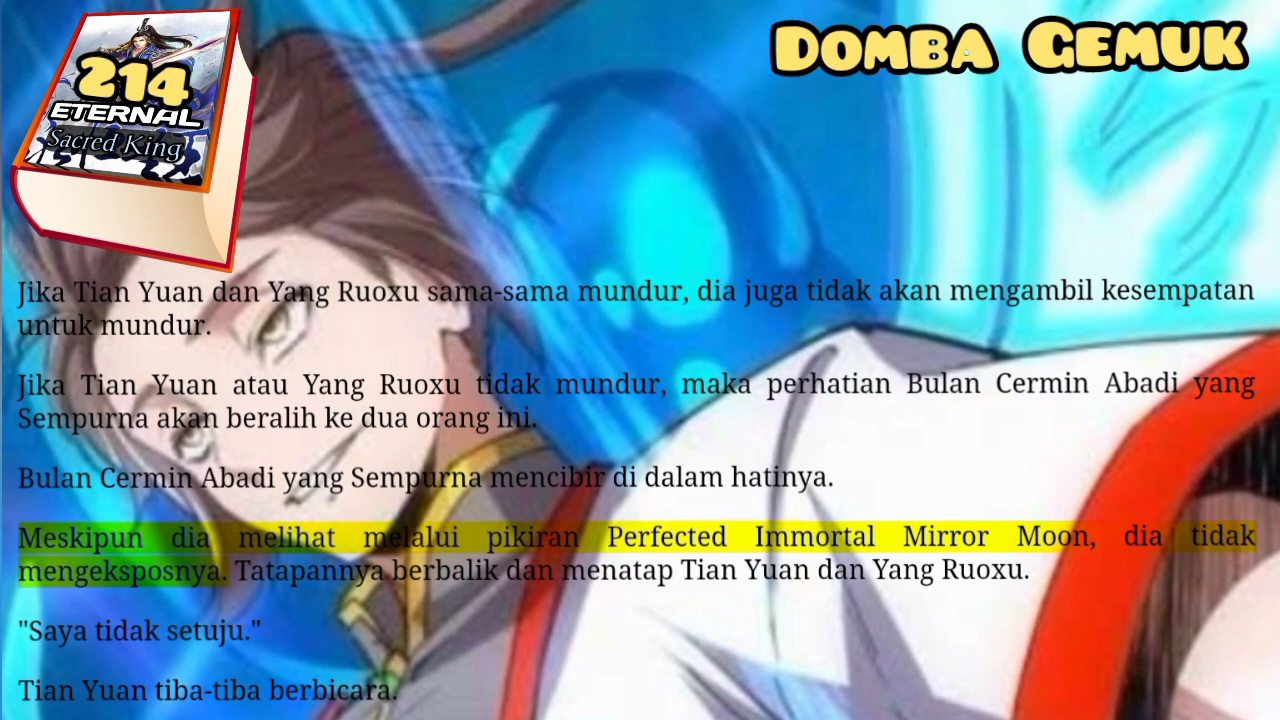 214
ETERNAL
Sacred King
DOMBA GEMUK
Jika Tian Yuan dan Yang Ruoxu sama-sama mundur, dia juga tidak akan mengambil kesempatan
untuk mundur.
Jika Tian Yuan atau Yang Ruoxu tidak mundur, maka perhatian Bulan Cermin Abadi yang
Sempurna akan beralih ke dua orang ini.
Bulan Cermin Abadi yang Sempurna mencibir di dalam hatinya.
Meskipun dia melihat melalui pikiran Perfected Immortal Mirror Moon, dia tidak
mengeksposnya. Tatapannya berbalik dan menatap Tian Yuan dan Yang Ruoxu.
"Saya tidak setuju."
Tian Yuan tiba-tiba berbicara.